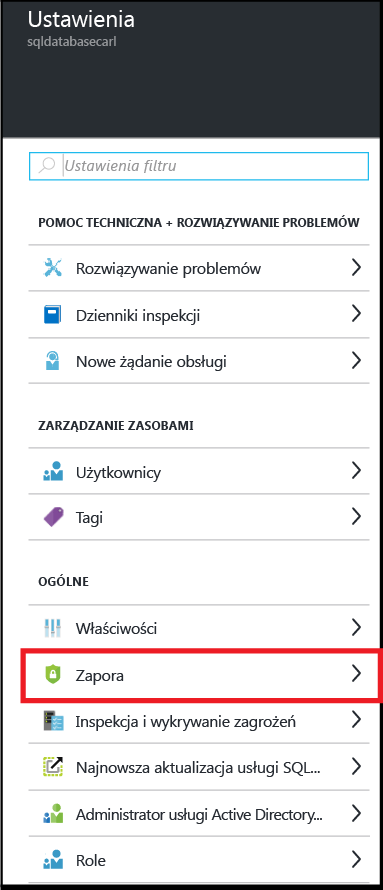 Ustawienia
sqldatabasecarl
Ustawienia filtru
POMOC TECHNICZNA + ROZWIĄZYWANIE PROBLEMÓW
Rozwiązywanie problemów
Dzienniki inspekcji
Nowe żądanie obsługi
ZARZĄDZANIE ZASOBAMI
Użytkownicy
Tagi
OGÓLNE
Właściwości
Zapora
Inspekcja i wykrywanie zagrożeń
Najnowsza aktualizacja usługi SQL...
Administrator usługi Active Directory...
Role